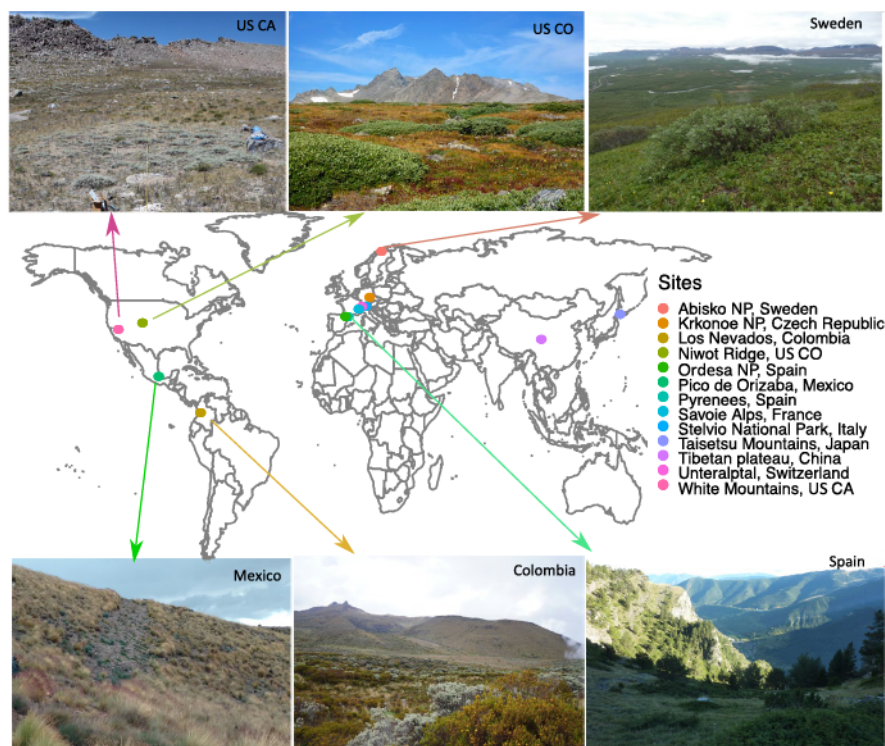 US CA
US CO
Sweden
Sites
Abisko NP, Sweden
Krkonoe NP, Czech Republic
Los Nevados, Colombia
Niwot Ridge, US CO
Ordesa NP, Spain
Pico de Orizaba, Mexico
Pyrenees, Spain
Savoie Alps, France
Stelvio National Park, Italy
Taisetsu Mountains, Japan
Tibetan plateau, China
Unteralptal, Switzerland
White Mountains, US CA
Mexico
Colombia
Spain